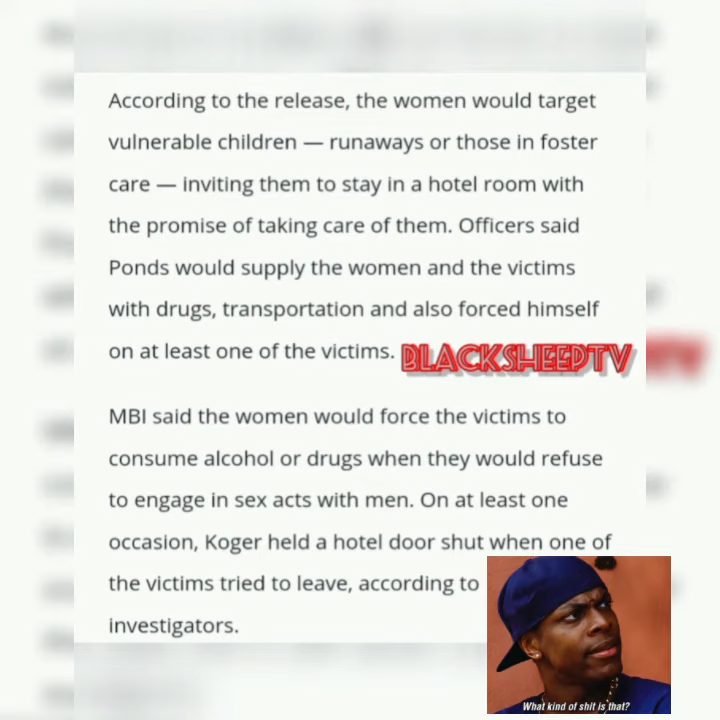 According to the release, the women would target
vulnerable children — runaways or those in foster
care — inviting them to stay in a hotel room with
the promise of taking care of them. Officers said
Ponds would supply the women and the victims
with drugs, transportation and also forced himself
on at least one of the victims.
BLACKSHEEPTV
MBI said the women would force the victims to
consume alcohol or drugs when they would refuse
to engage in sex acts with men. On at least one
occasion, Koger held a hotel door shut when one of
the victims tried to leave, according to
investigators.
What kind of shit is that?